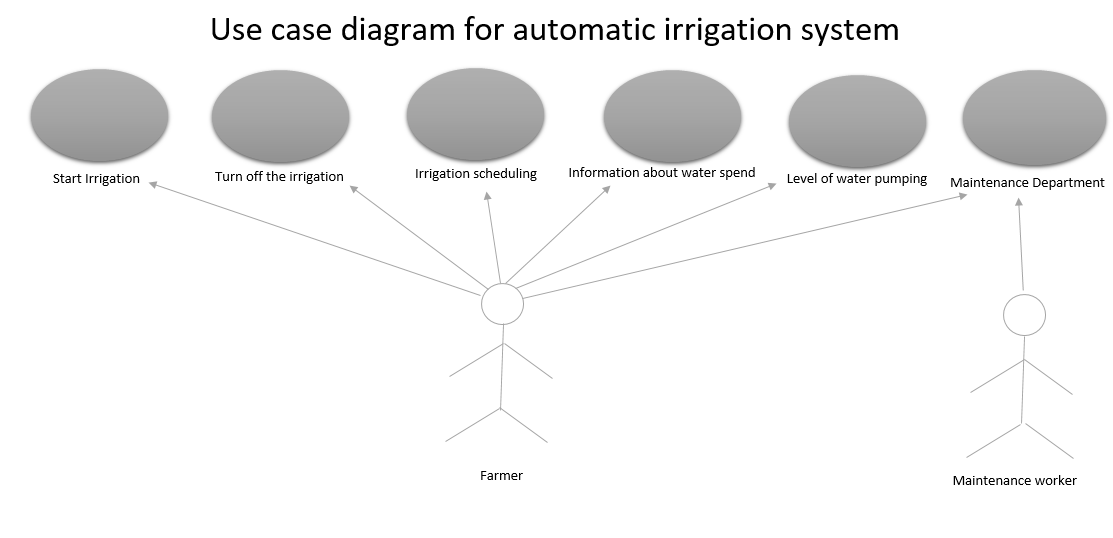 Use case diagram for automatic irrigation system
Start Irrigation
Turn off the irrigation
Irrigation scheduling
Information about water spend
Level of water pumping
Maintenance Department
Farmer
Maintenance worker